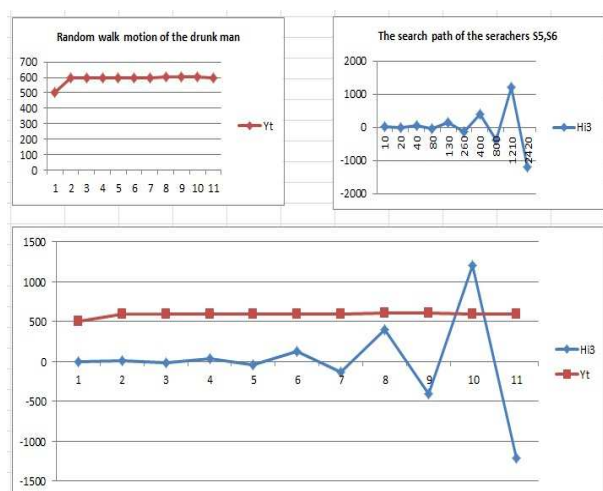 Random walk motion of the drunk man
700
600
500
400
300
200
100
0
1 2 3 4 5 6 7 8 9 10 11
Yt
The search path of the serachers S5,S6
2000
1000
0
-1000
-2000
10 20 40 80 130 260 400 800 1210 2420
Hi3
1500
1000
500
0
-500
-1000
-1500
1 2 3 4 5 6 7 8 9 10 11
Hi3
Yt